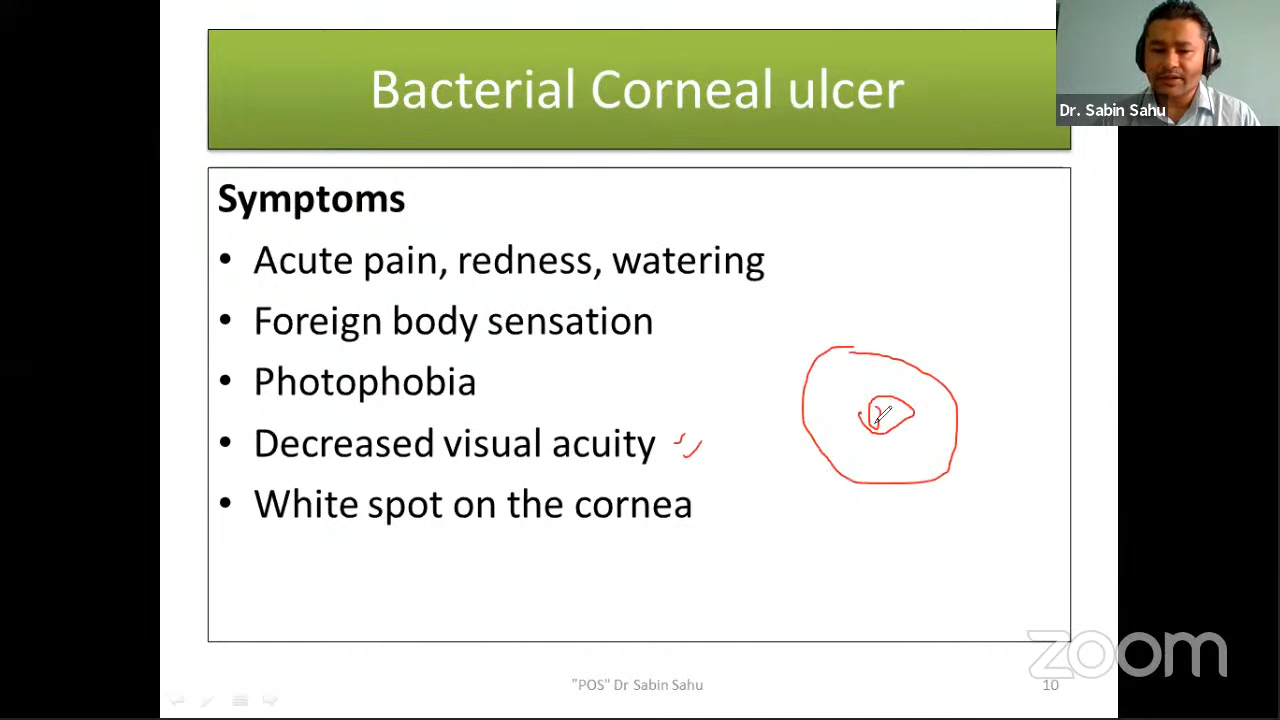 Bacterial Corneal ulcer
Dr. Sabin Sahu
Symptoms
• Acute pain, redness, watering
• Foreign body sensation
• Photophobia
• Decreased visual acuity
• White spot on the cornea
zoom
"POS" Dr Sabin Sahu
10